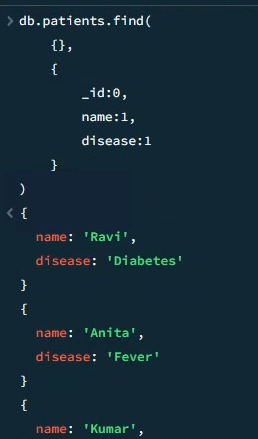 > db.patients.find(
{},
{
_id:0,
name:1,
disease:1
}
)
< {
name: 'Ravi',
disease: 'Diabetes'
}
{
name: 'Anita',
disease: 'Fever'
}
{
name: 'Kumar',